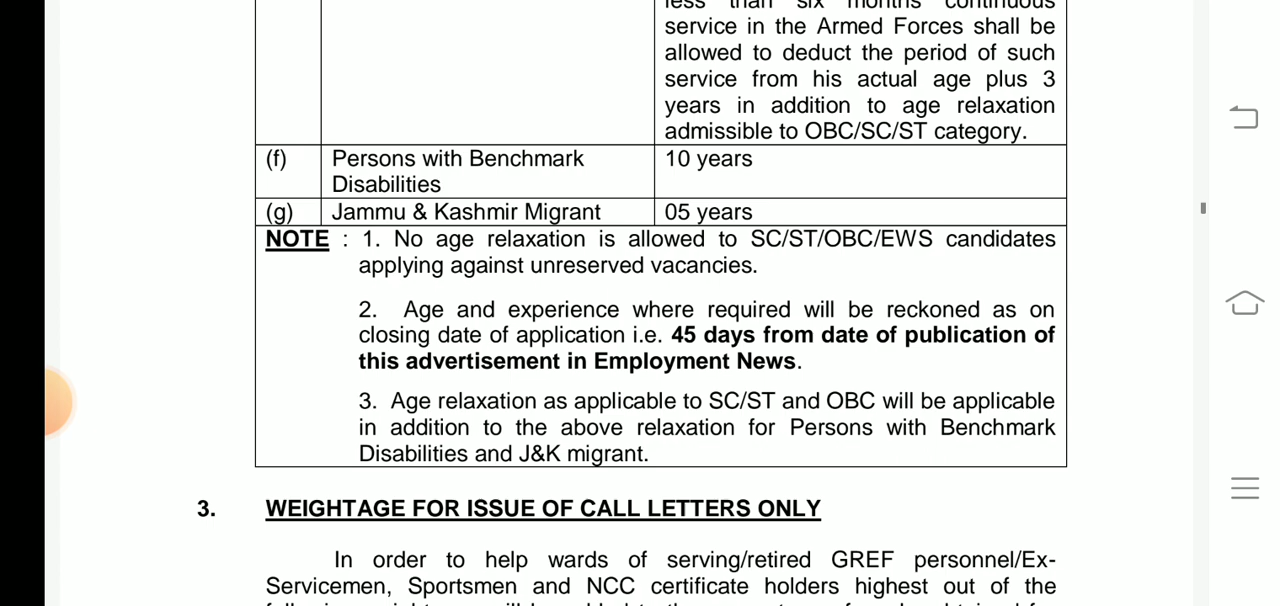 less than six months continuous
service in the Armed Forces shall be
allowed to deduct the period of such
service from his actual age plus 3
years in addition to age relaxation
admissible to OBC/SC/ST category.
(f) Persons with Benchmark Disabilities 10 years
(g) Jammu & Kashmir Migrant 05 years
NOTE : 1. No age relaxation is allowed to SC/ST/OBC/EWS candidates
applying against unreserved vacancies.
2. Age and experience where required will be reckoned as on
closing date of application i.e. 45 days from date of publication of
this advertisement in Employment News.
3. Age relaxation as applicable to SC/ST and OBC will be applicable
in addition to the above relaxation for Persons with Benchmark
Disabilities and J&K migrant.
3. WEIGHTAGE FOR ISSUE OF CALL LETTERS ONLY
In order to help wards of serving/retired GREF personnel/Ex-
Servicemen, Sportsmen and NCC certificate holders highest out of the